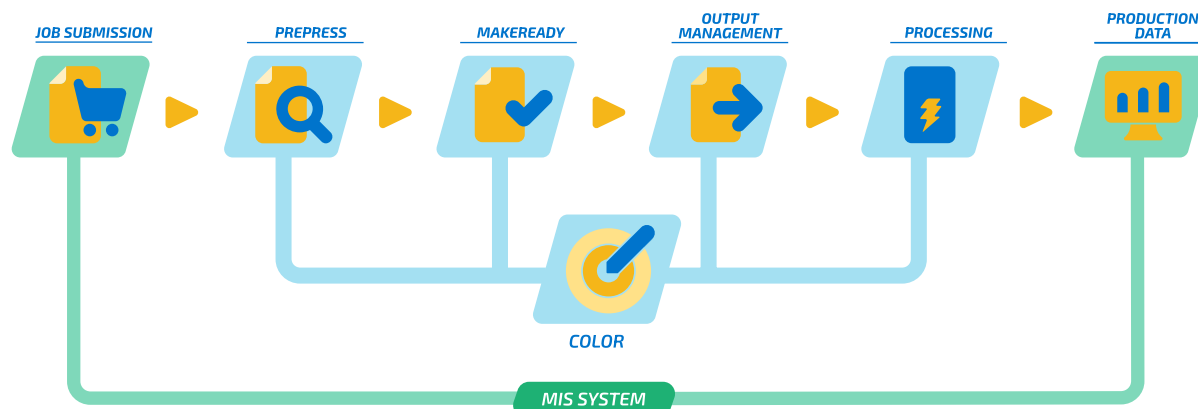 JOB SUBMISSION
PREPRESS
MAKEREADY
OUTPUT
MANAGEMENT
PROCESSING
PRODUCTION
DATA
COLOR
MIS SYSTEM